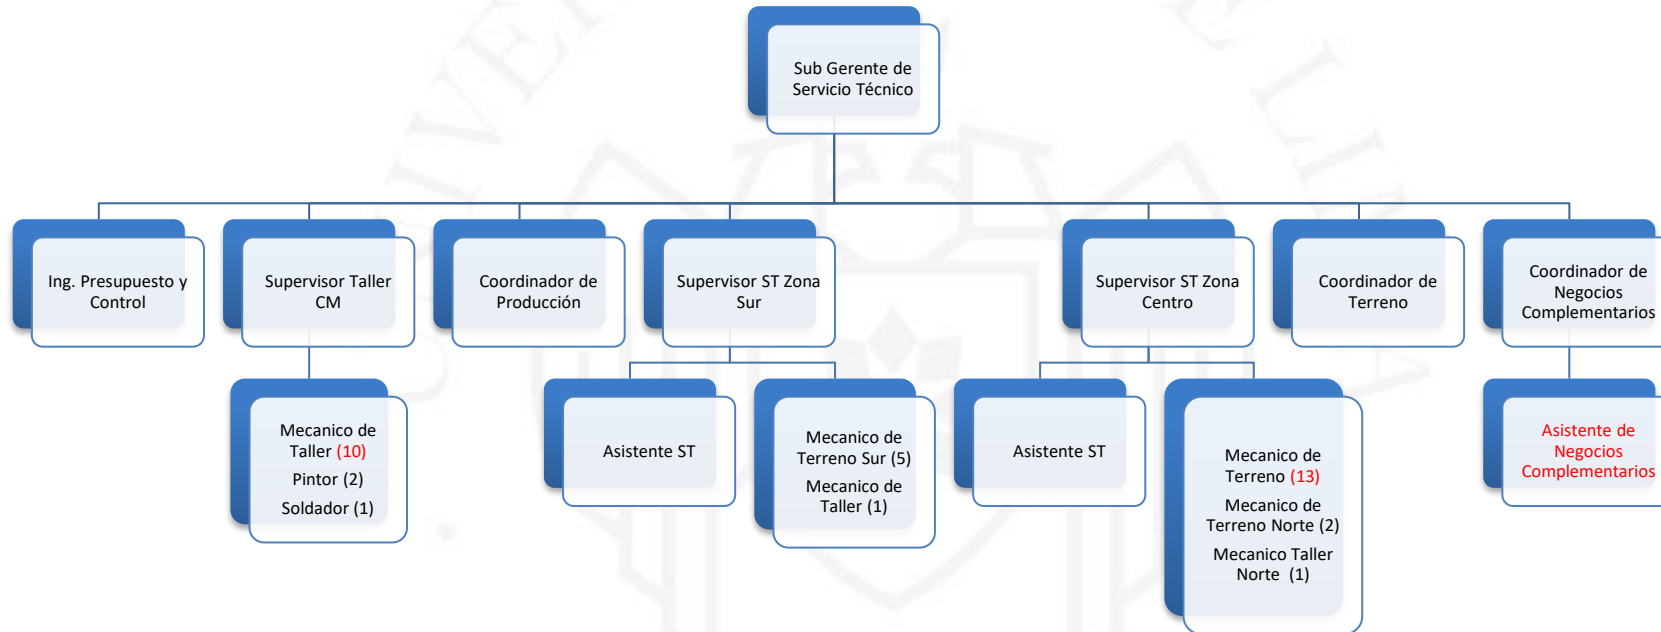 Sub Gerente de
Servicio Técnico
Ing. Presupuesto y
Control
Supervisor Taller
CM
Coordinador de
Producción
Supervisor ST Zona
Sur
Supervisor ST Zona
Centro
Coordinador de
Terreno
Coordinador de
Negocios
Complementarios
Mecanico de
Taller (10)
Pintor (2)
Soldador (1)
Asistente ST
Mecanico de
Terreno Sur (5)
Mecanico de
Taller (1)
Asistente ST
Mecanico de
Terreno (13)
Mecanico de
Terreno Norte (2)
Mecanico Taller
Norte (1)
Asistente de
Negocios
Complementarios